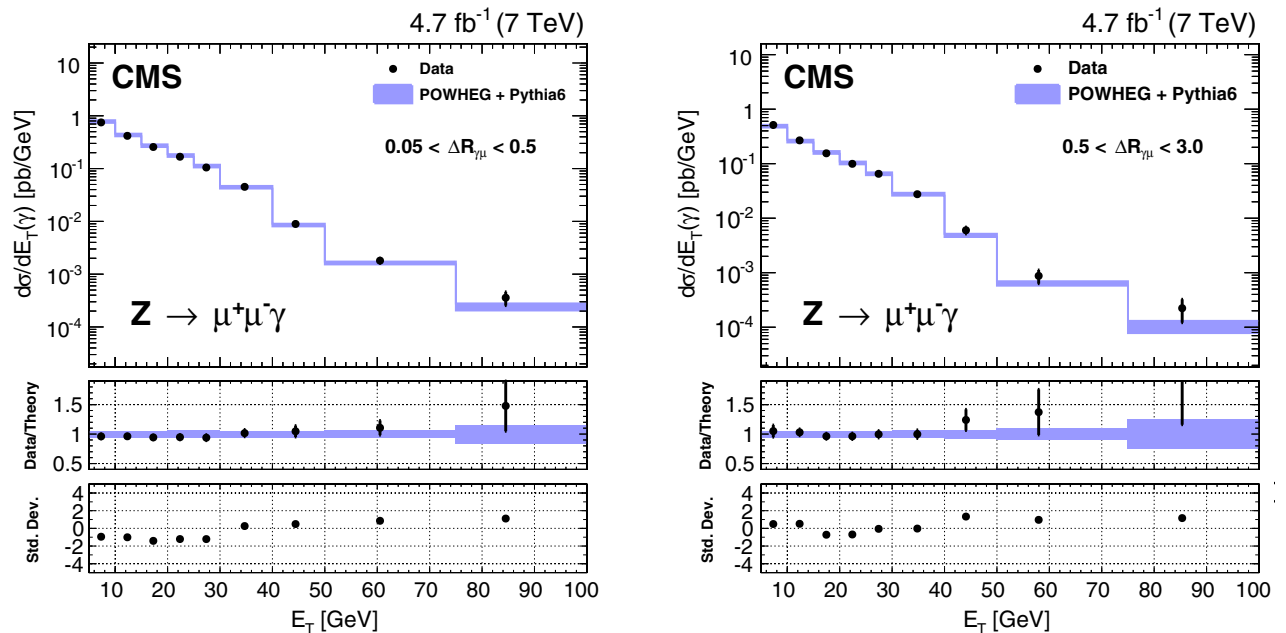 4.7 fb⁻¹ (7 TeV)
CMS
Data
POWHEG + Pythia6
0.05 < ΔR_γμ < 0.5
Z → μ⁺μ⁻γ
dσ/dE_T(γ) [pb/GeV]
10
1
10⁻¹
10⁻²
10⁻³
10⁻⁴
Data/Theory
1.5
1
0.5
Std. Dev.
4
2
0
-2
-4
10 20 30 40 50 60 70 80 90 100
E_T [GeV]
4.7 fb⁻¹ (7 TeV)
CMS
Data
POWHEG + Pythia6
0.5 < ΔR_γμ < 3.0
Z → μ⁺μ⁻γ
dσ/dE_T(γ) [pb/GeV]
10
1
10⁻¹
10⁻²
10⁻³
10⁻⁴
Data/Theory
1.5
1
0.5
Std. Dev.
4
2
0
-2
-4
10 20 30 40 50 60 70 80 90 100
E_T [GeV]